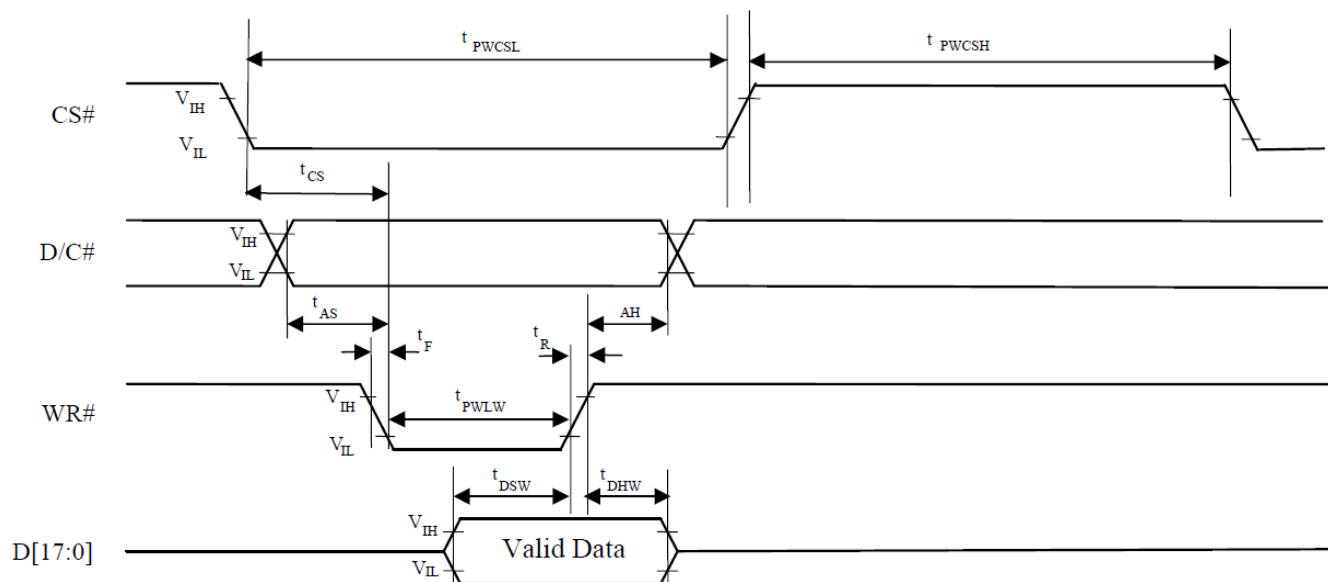 t PWCSL
t PWCSH
CS#
VIH
VIL
tCS
D/C#
VIH
VIL
tAS
tF
tR
AH
WR#
VIH
VIL
tPWLW
tDSW
tDHW
D[17:0]
VIH
VIL
Valid Data